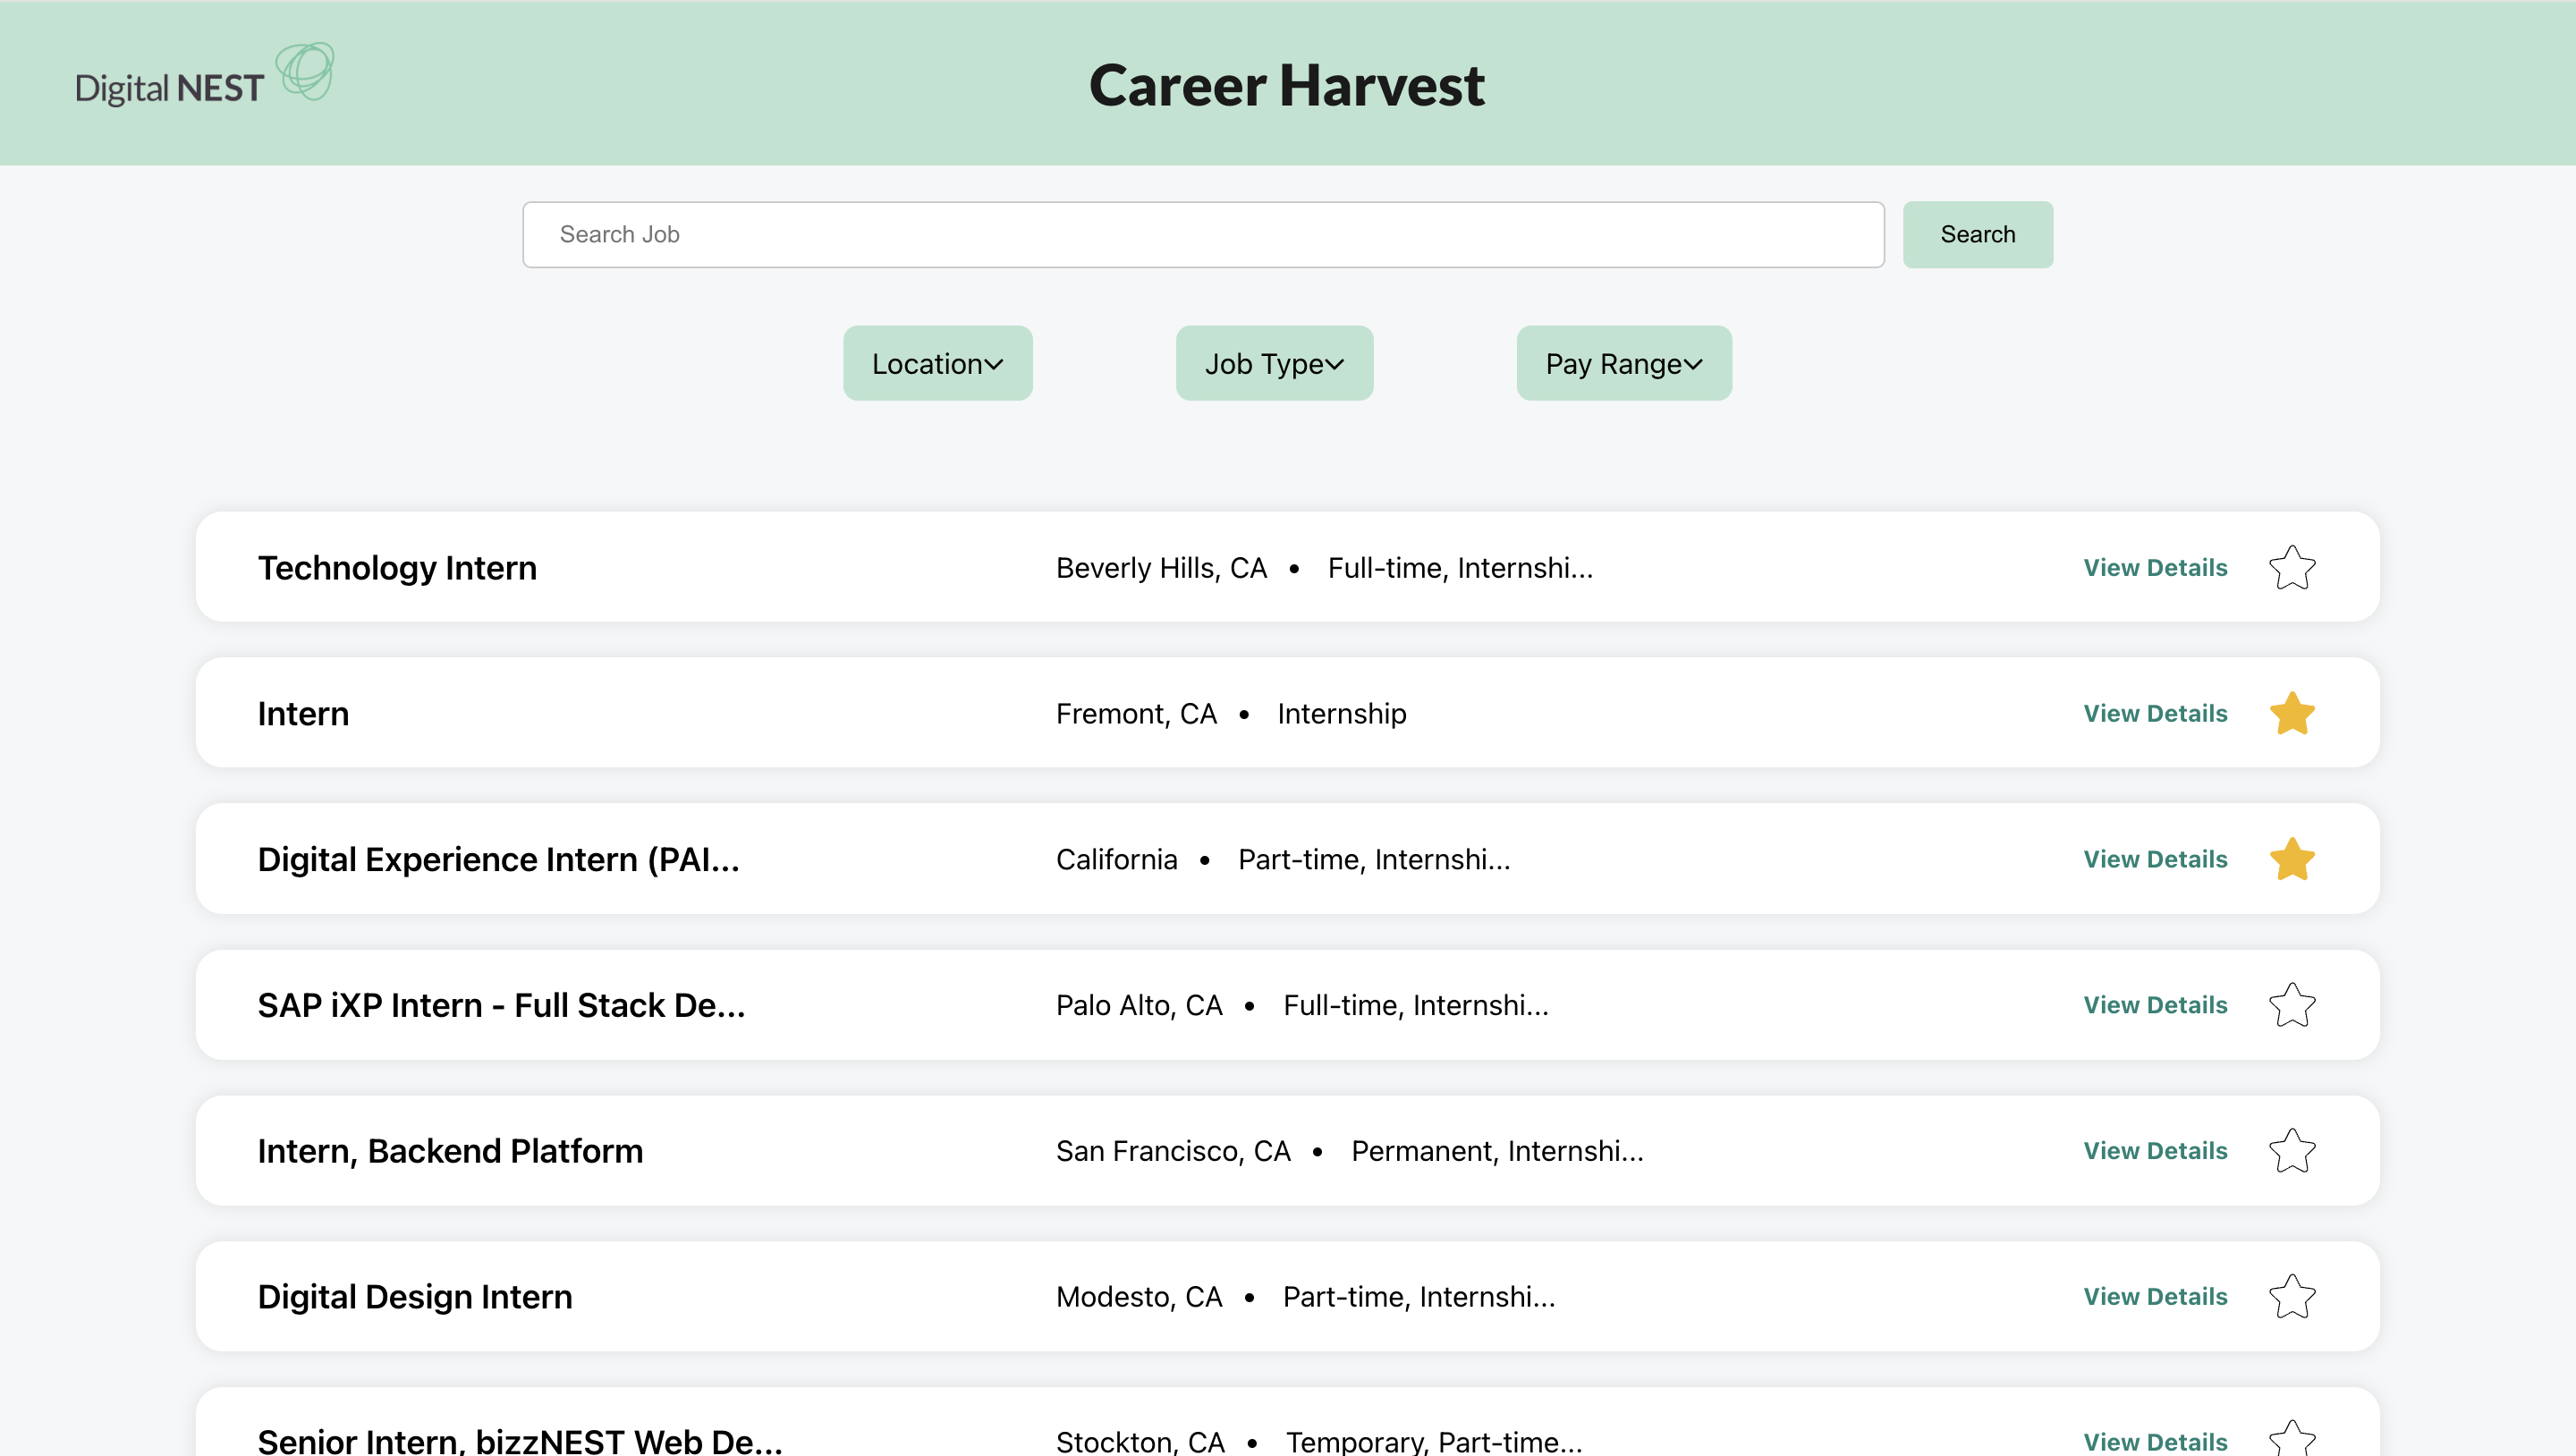 Digital NEST
Career Harvest
Search Job
Search
Location
Job Type
Pay Range
Technology Intern
Beverly Hills, CA • Full-time, Internshi...
View Details
Intern
Fremont, CA • Internship
View Details
Digital Experience Intern (PAI...
California • Part-time, Internshi...
View Details
SAP iXP Intern - Full Stack De...
Palo Alto, CA • Full-time, Internshi...
View Details
Intern, Backend Platform
San Francisco, CA • Permanent, Internshi...
View Details
Digital Design Intern
Modesto, CA • Part-time, Internshi...
View Details
Senior Intern, bizzNEST Web De...
Stockton, CA • Temporary, Part-time...
View Details